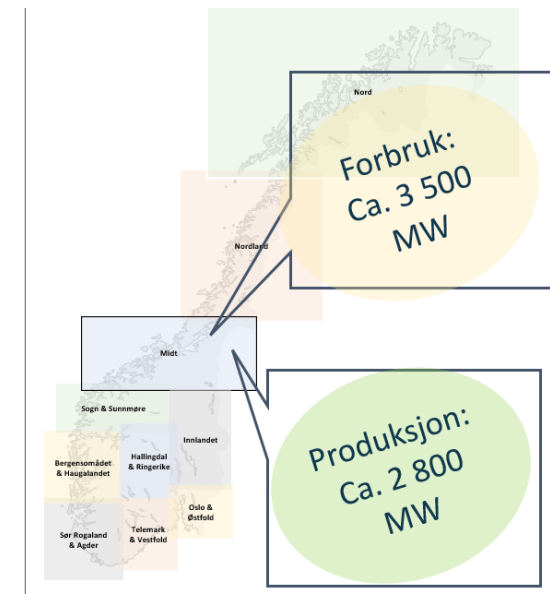 Nord
Forbruk:
Ca. 3 500
MW
Nordland
Midt
Sogn & Sunnmøre
Innlandet
Bergensområdet
& Haugalandet
Hallingdal
& Ringerike
Oslo &
Østfold
Sør Rogaland
& Agder
Telemark
& Vestfold
Produksjon:
Ca. 2 800
MW